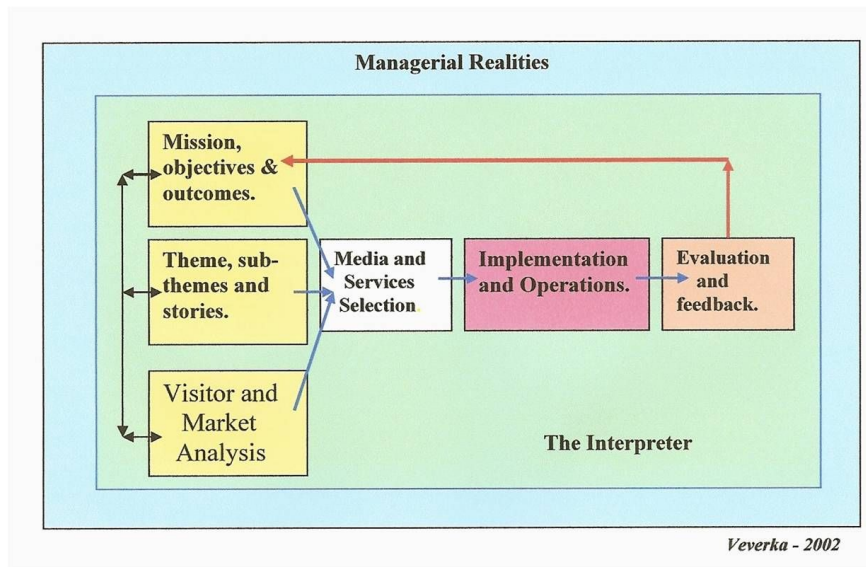 Managerial Realities
Mission,
objectives &
outcomes.
Theme, sub-
themes and
stories.
Visitor and
Market
Analysis
Media and
Services
Selection.
Implementation
and Operations.
Evaluation
and
feedback.
The Interpreter
Veverka - 2002